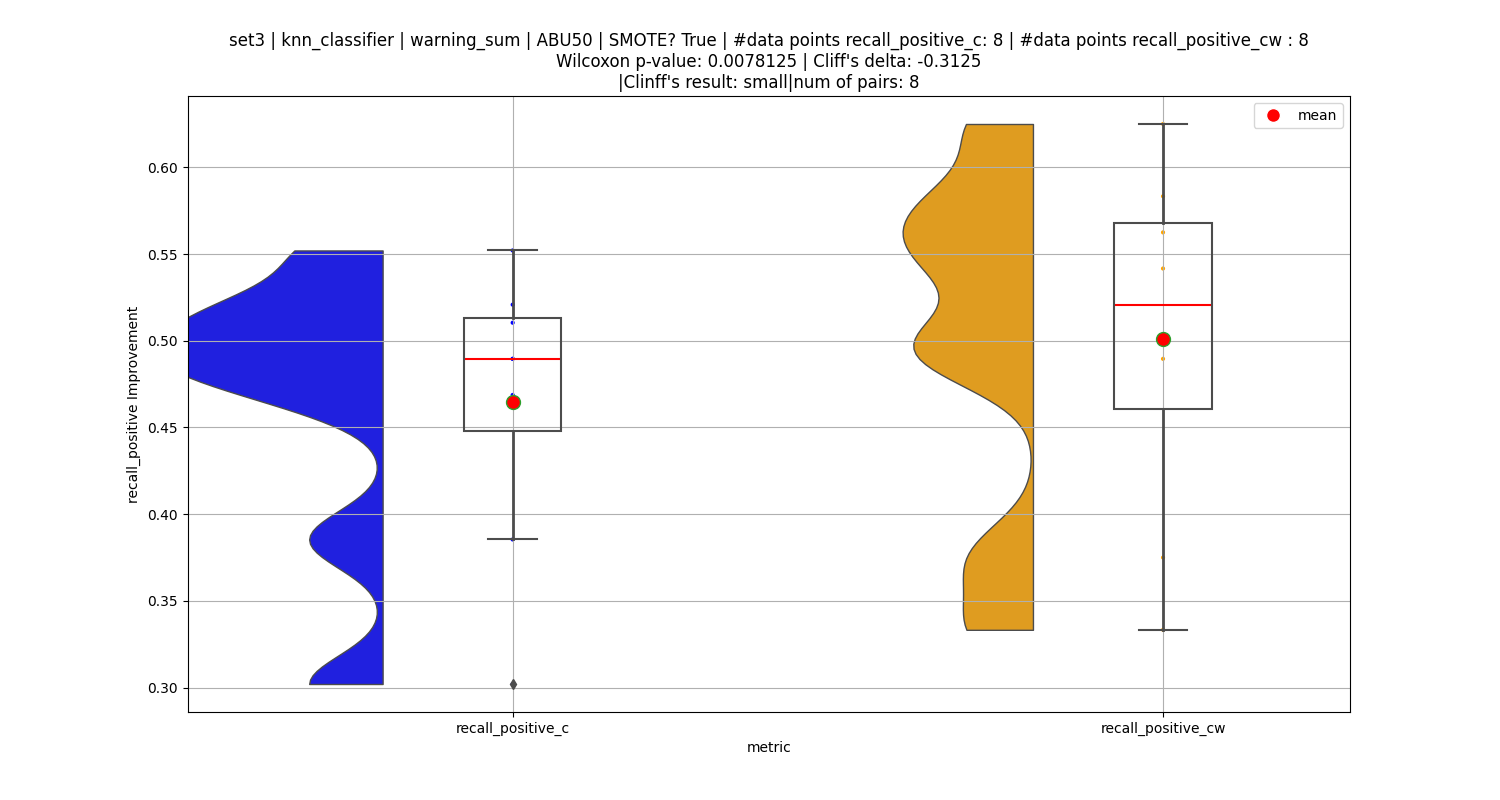 set3 | knn_classifier | warning_sum | ABU50 | SMOTE? True | #data points recall_positive_c: 8 | #data points recall_positive_cw : 8
Wilcoxon p-value: 0.0078125 | Cliff's delta: -0.3125
|Clinff's result: small|num of pairs: 8
mean
0.60
0.55
0.50
0.45
0.40
0.35
0.30
recall_positive Improvement
recall_positive_c
recall_positive_cw
metric